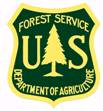 FOREST SERVICE
U S
DEPARTMENT OF AGRICULTURE